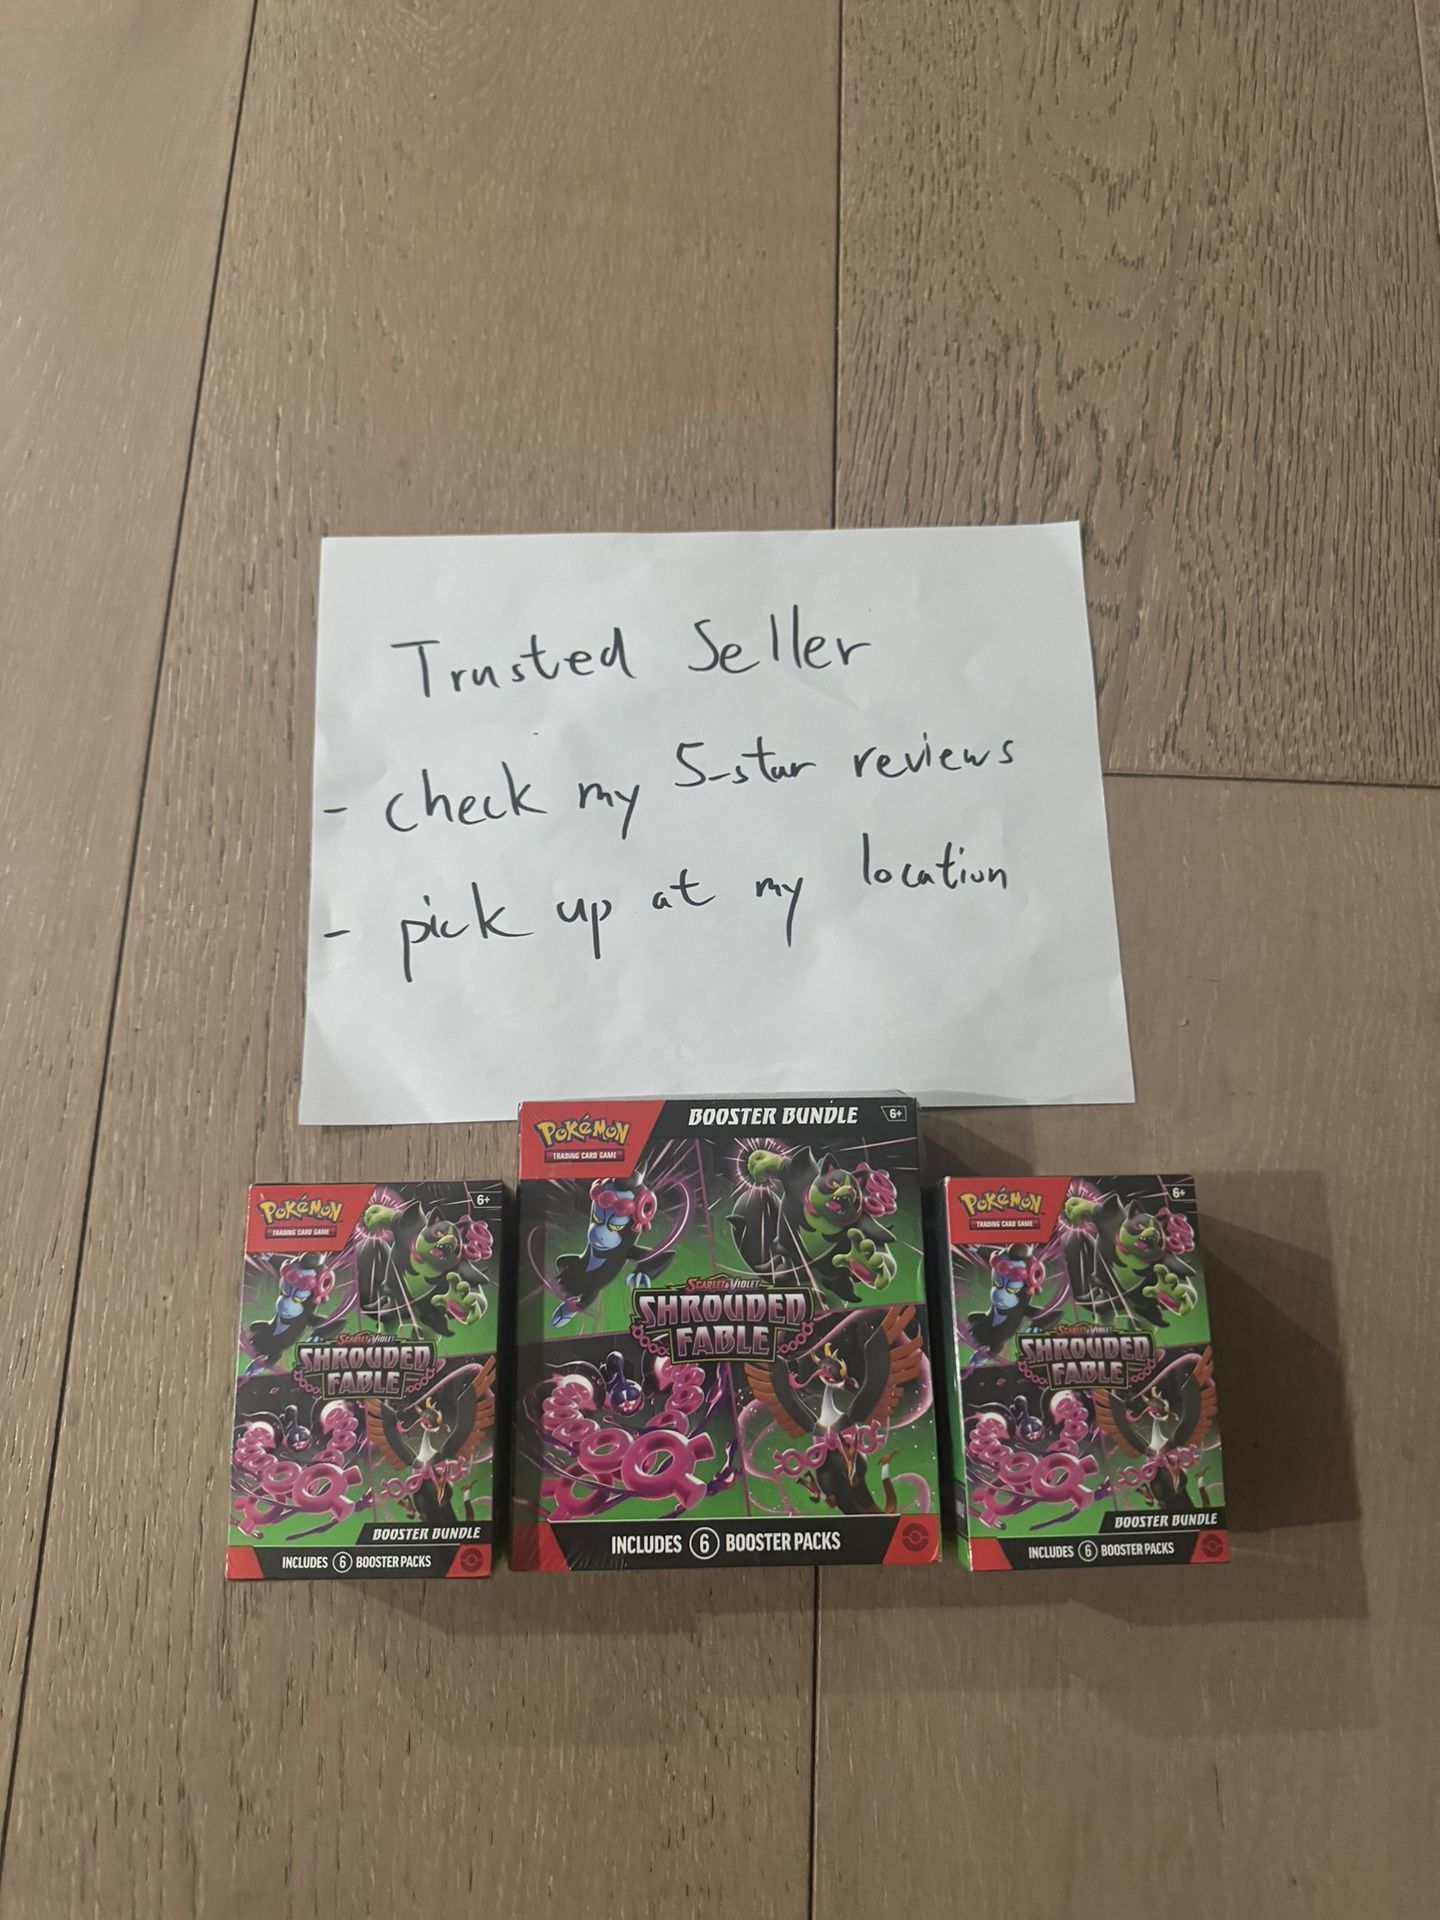 Trusted Seller
- check my 5-star reviews
- pick up at my location
Pokémon
TRADING CARD GAME
6+
SCARLET & VIOLET
SHROUDED
FABLE
BOOSTER BUNDLE
INCLUDES 6 BOOSTER PACKS
Pokémon
TRADING CARD GAME
BOOSTER BUNDLE
6+
SCARLET & VIOLET
SHROUDED
FABLE
INCLUDES 6 BOOSTER PACKS
Pokémon
TRADING CARD GAME
6+
SCARLET & VIOLET
SHROUDED
FABLE
BOOSTER BUNDLE
INCLUDES 6 BOOSTER PACKS